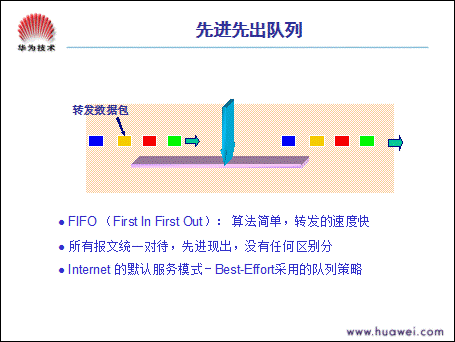 华为技术
先进先出队列
转发数据包
FIFO （First In First Out）： 算法简单，转发的速度快
所有报文统一对待，先进现出，没有任何区别分
Internet 的默认服务模式－Best-Effort采用的队列策略
www.huawei.com